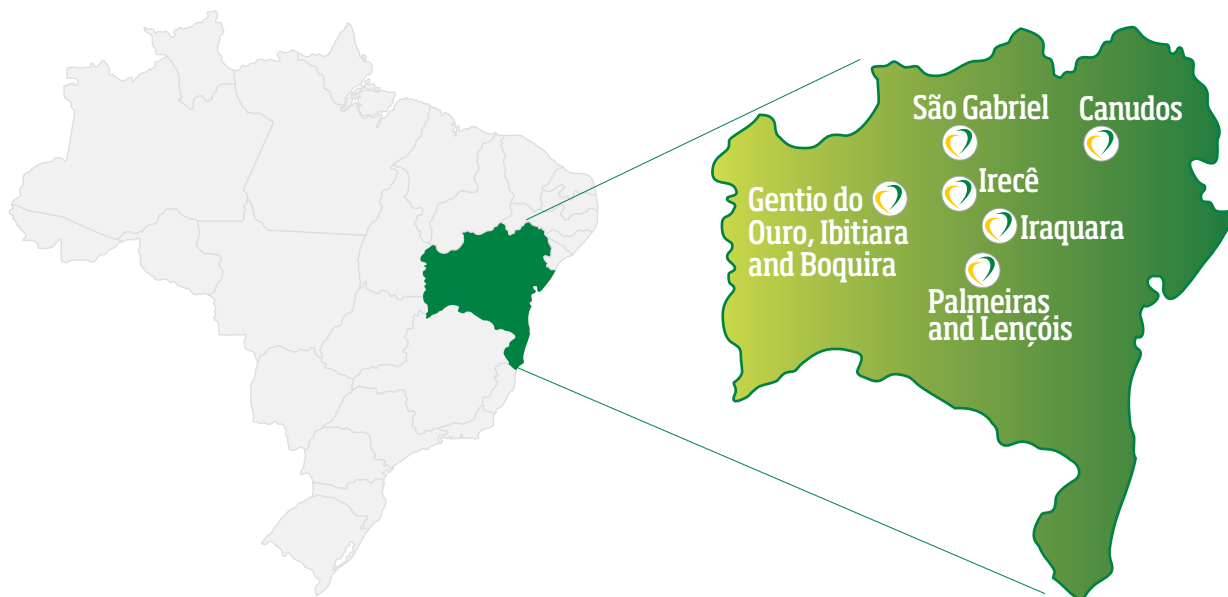 São Gabriel
Canudos
Irecê
Gentio do
Ouro, Ibitiara
and Boquira
Iraquara
Palmeiras
and Lençóis